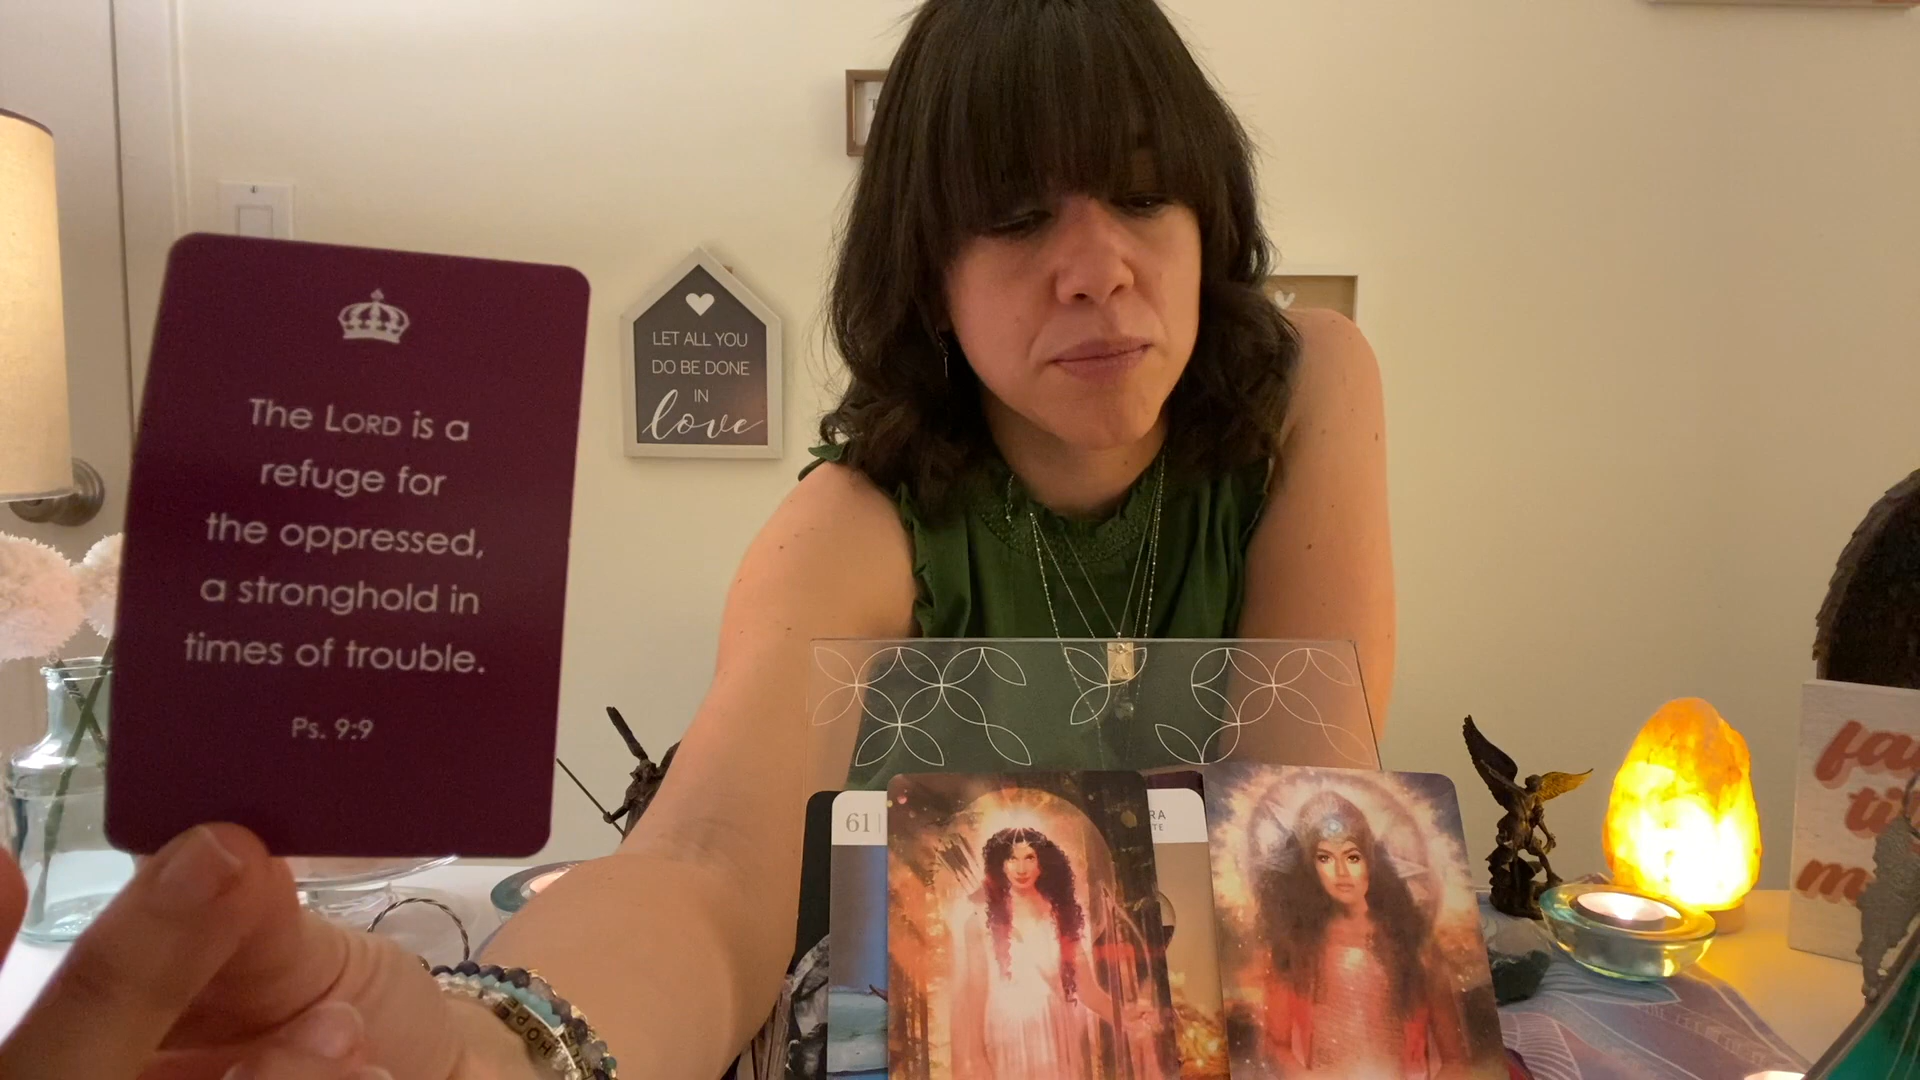 The LORD is a
refuge for
the oppressed,
a stronghold in
times of trouble.
Ps. 9:9
LET ALL YOU
DO BE DONE
IN
love
61
HOPE